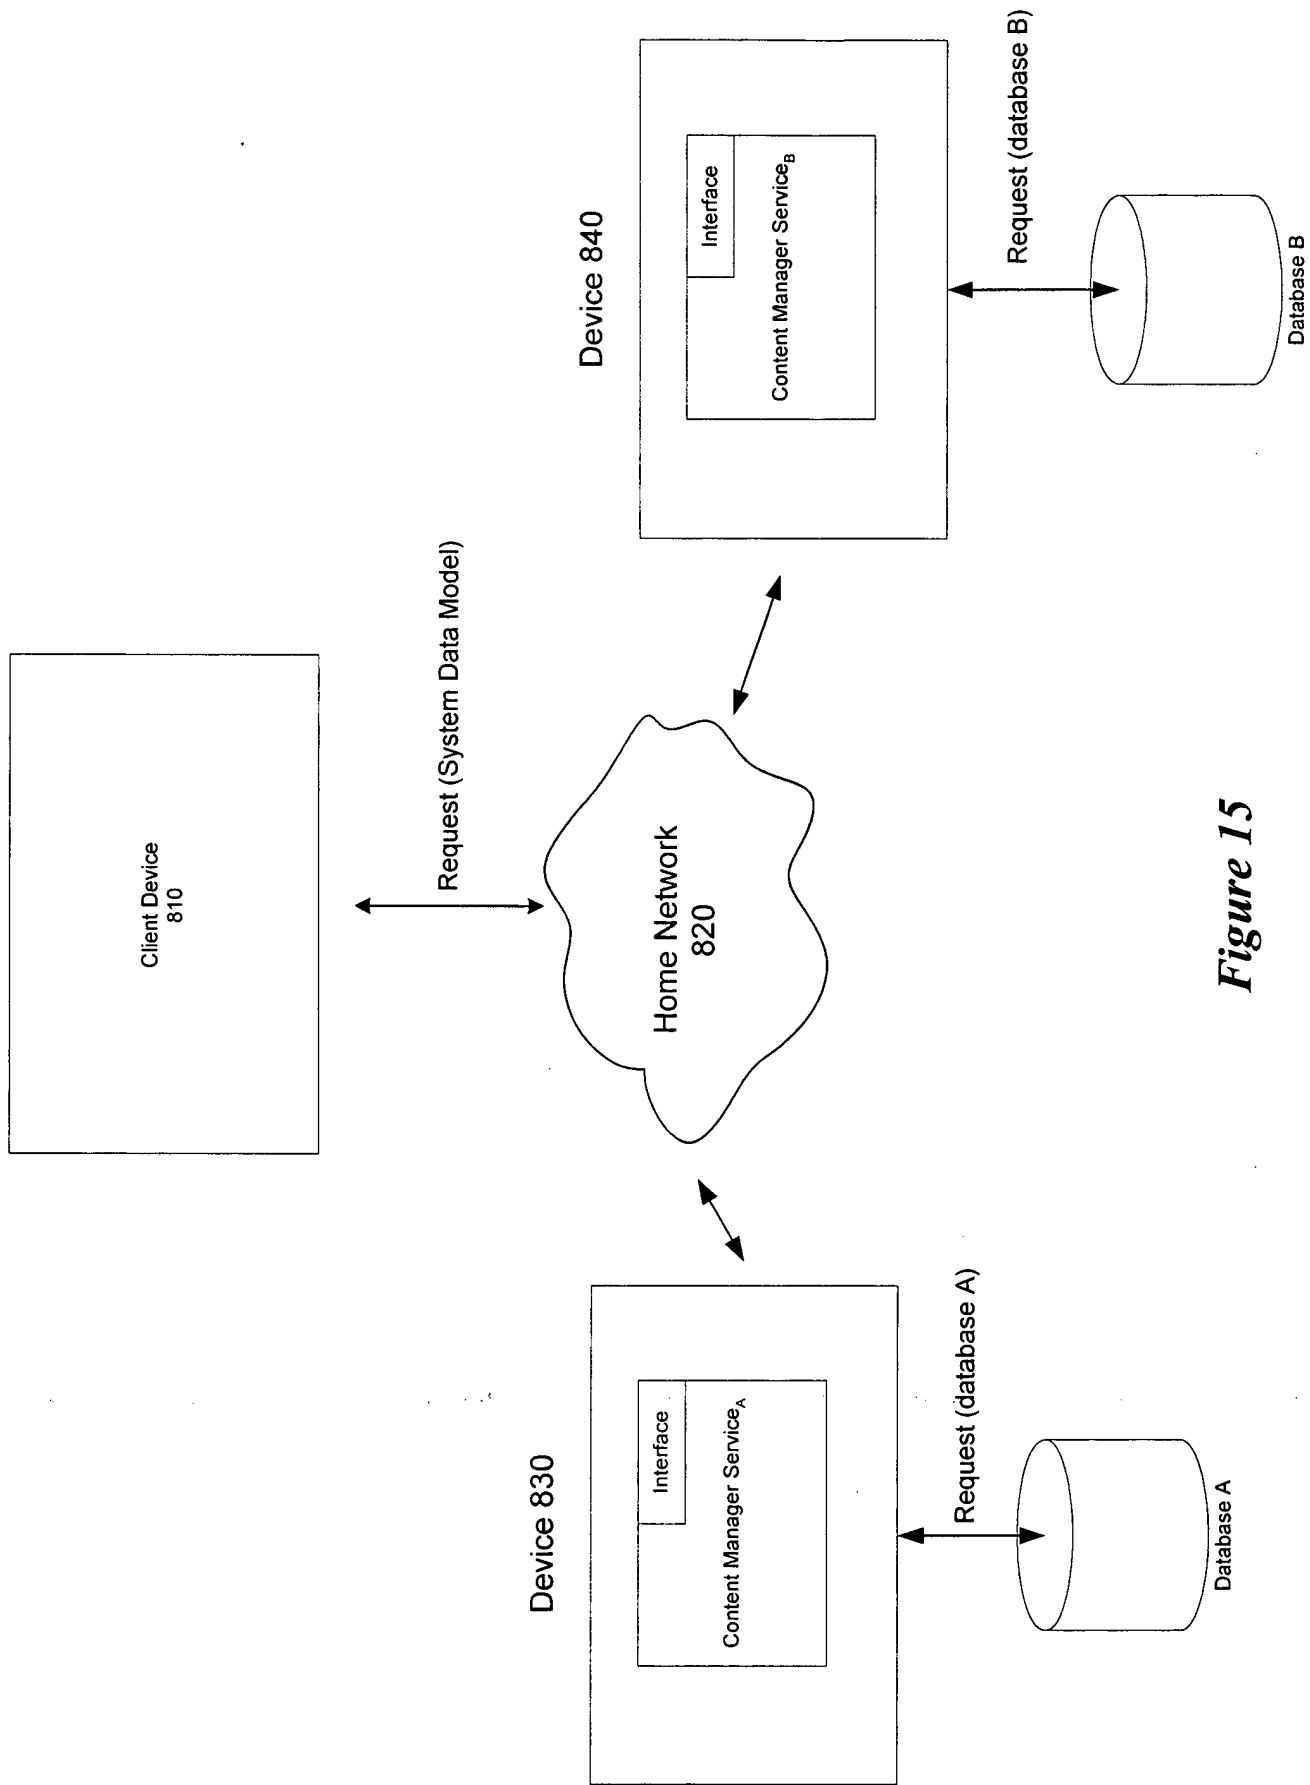 Client Device
810
Request (System Data Model)
Home Network
820
Device 830
Interface
Content Manager ServiceA
Request (database A)
Database A
Device 840
Interface
Content Manager ServiceB
Request (database B)
Database B
Figure 15